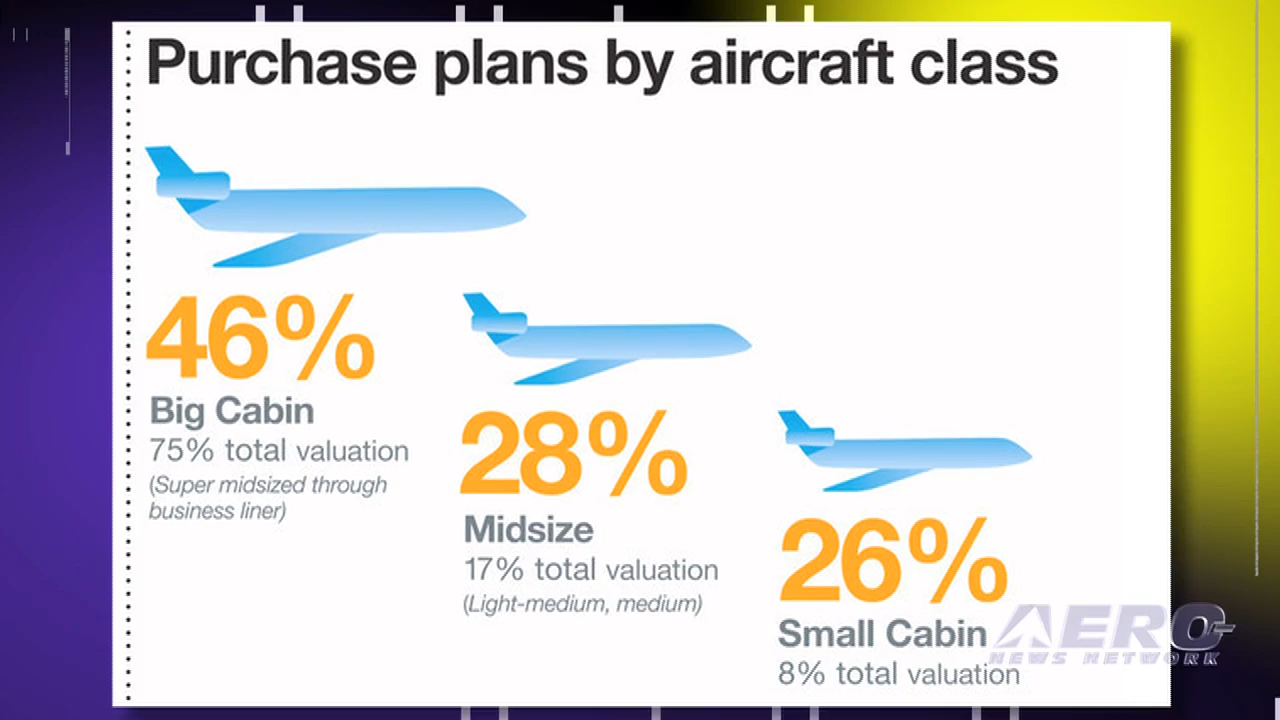 Purchase plans by aircraft class
46%
Big Cabin
75% total valuation
(Super midsized through
business liner)
28%
Midsize
17% total valuation
(Light-medium, medium)
26%
Small Cabin
8% total valuation
AERO-
NEWS NETWORK